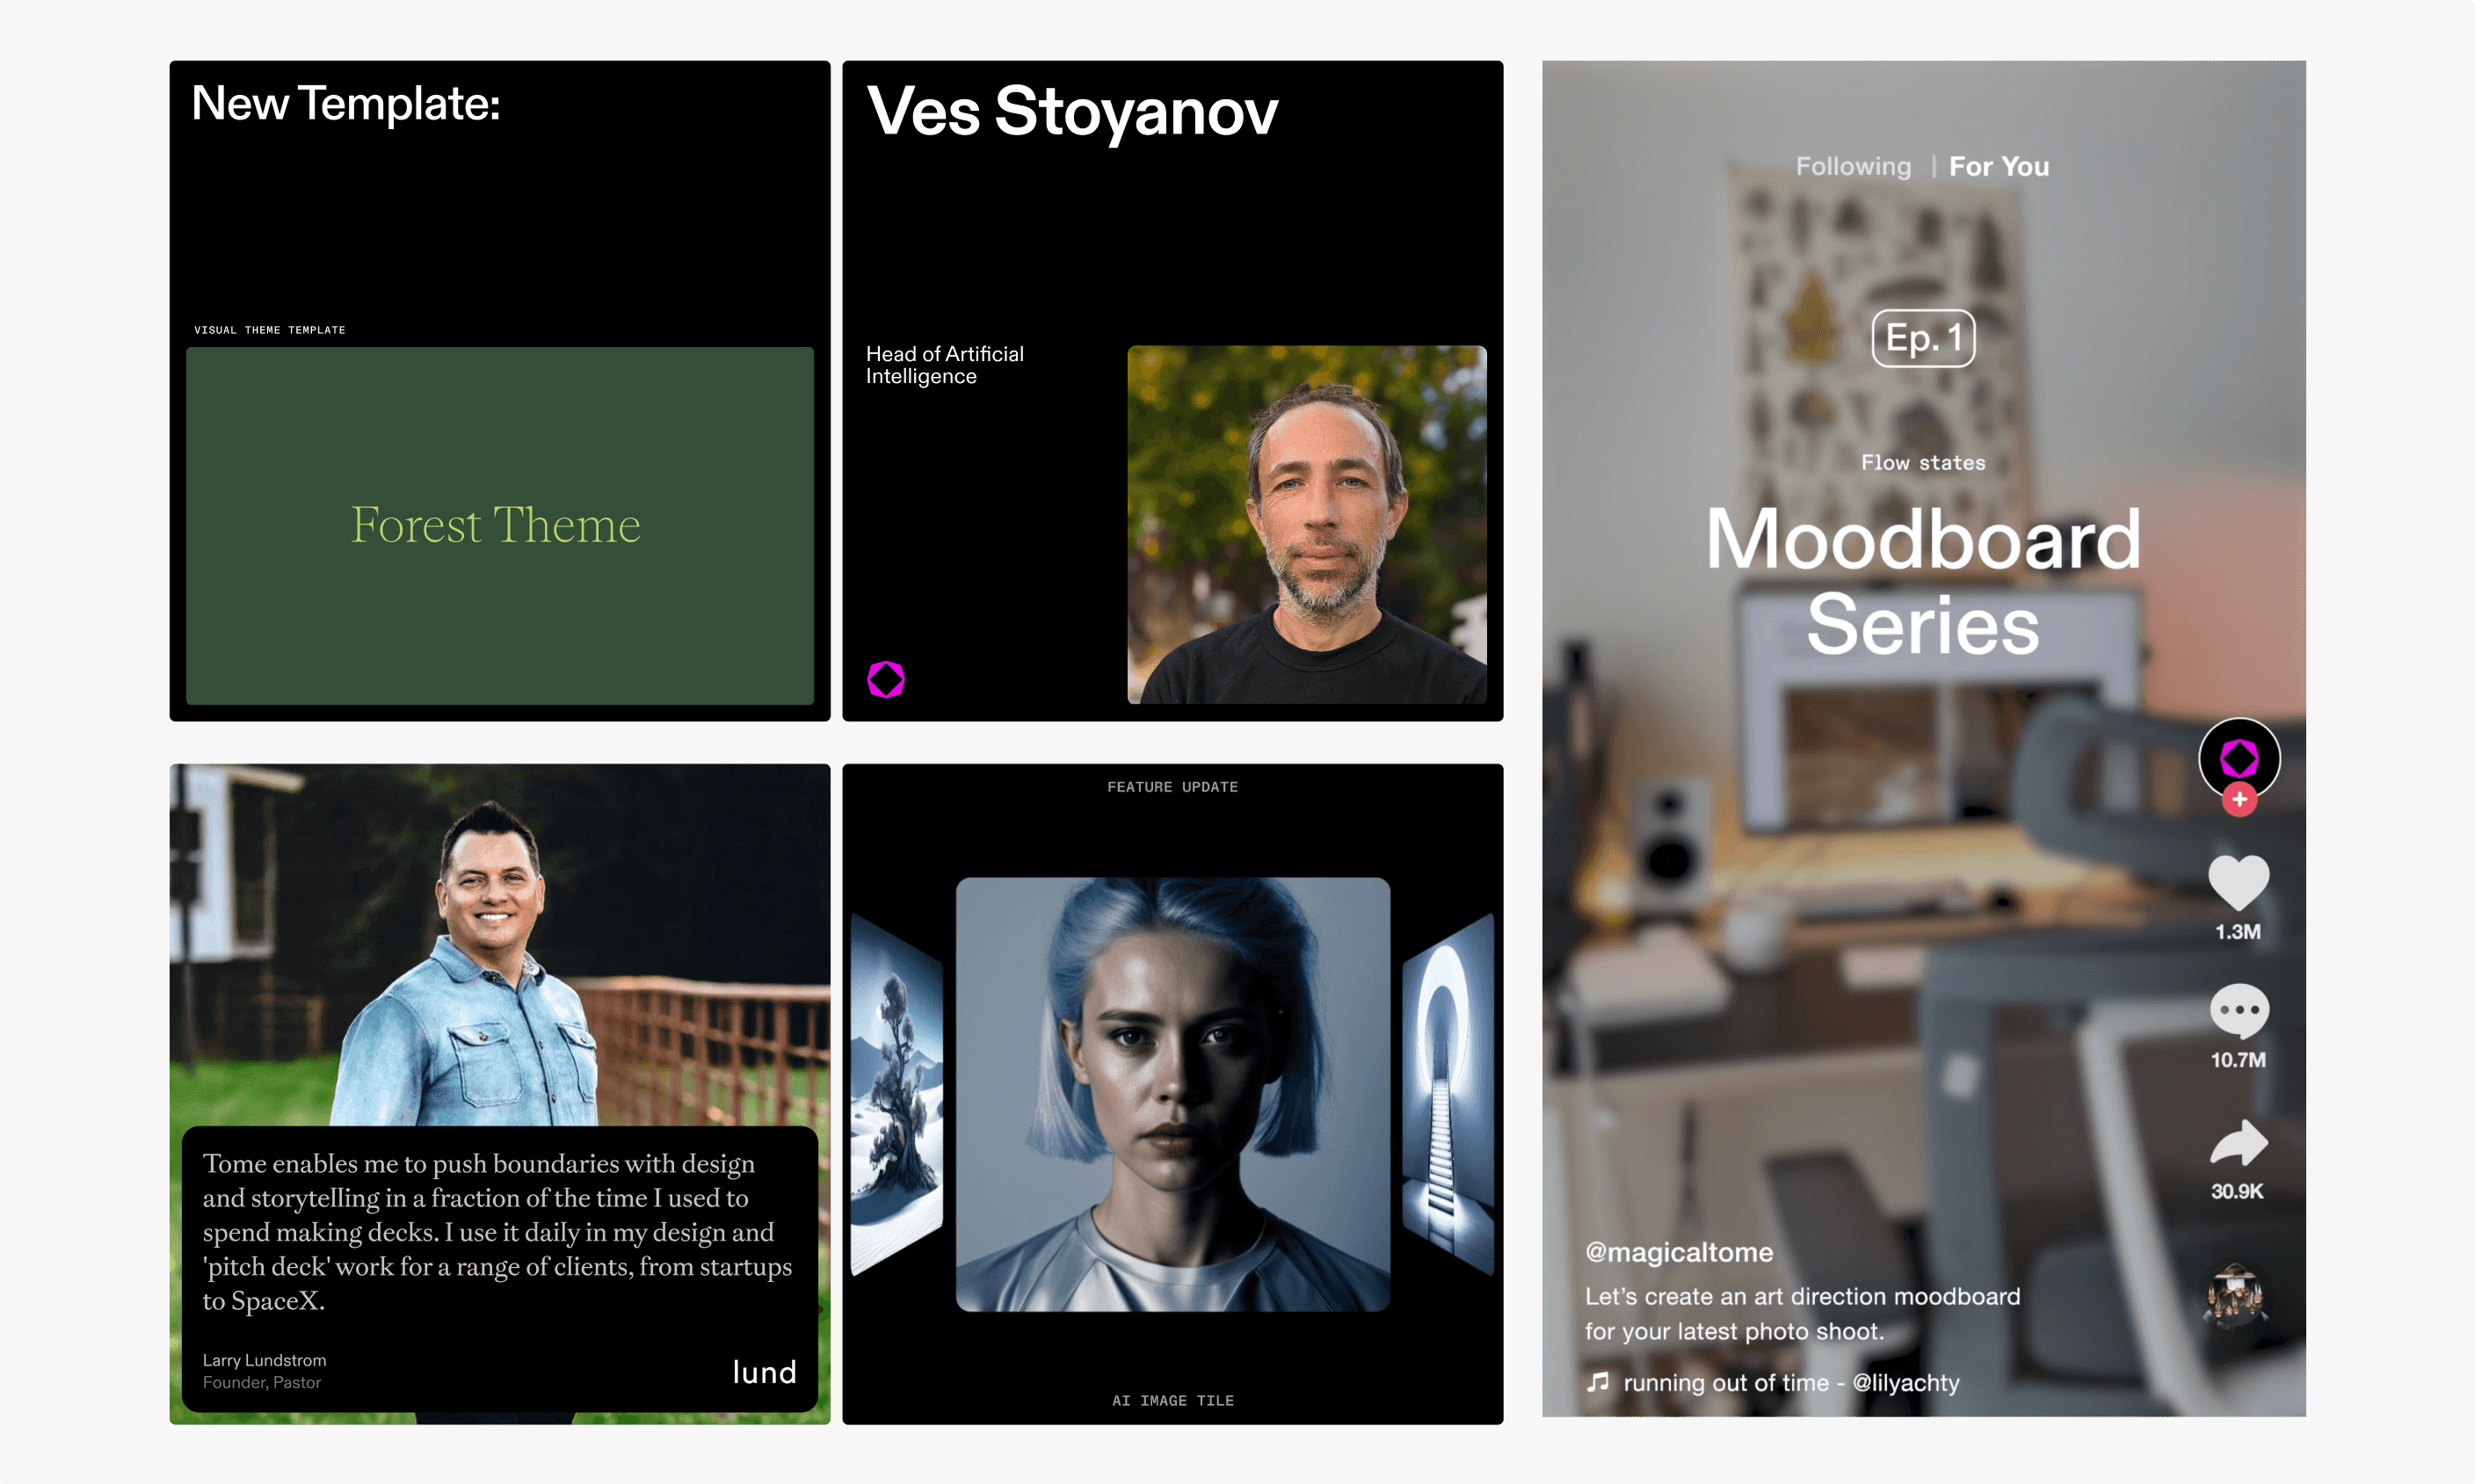 New Template:
VISUAL THEME TEMPLATE
Forest Theme
Ves Stoyanov
Head of Artificial
Intelligence
Tome enables me to push boundaries with design
and storytelling in a fraction of the time I used to
spend making decks. I use it daily in my design and
'pitch deck' work for a range of clients, from startups
to SpaceX.
Larry Lundstrom
Founder, Pastor
lund
FEATURE UPDATE
AI IMAGE TILE
Following | For You
Ep. 1
Flow states
Moodboard
Series
1.3M
10.7M
30.9K
@magicaltome
Let’s create an art direction moodboard
for your latest photo shoot.
running out of time - @lilyachty